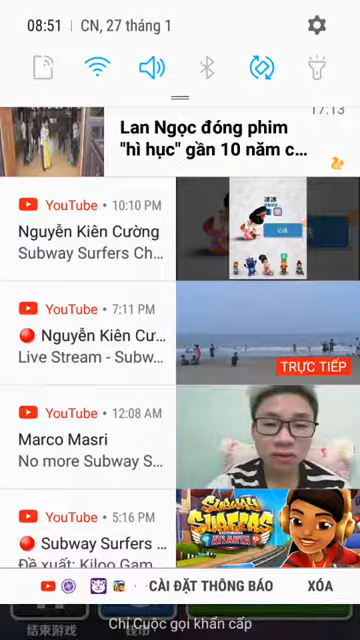 08:51 | CN, 27 tháng 1
17:13
Lan Ngọc đóng phim
"hì hục" gần 10 năm c...
YouTube • 10:10 PM
Nguyễn Kiên Cường
Subway Surfers Ch...
YouTube • 7:11 PM
Nguyễn Kiên Cư...
Live Stream - Subw...
TRỰC TIẾP
YouTube • 12:08 AM
Marco Masri
No more Subway S...
YouTube • 5:16 PM
Subway Surfers ...
Đề xuất: Kiloo Gam
SUBWAY
SURFERS
ATLANTA
CÀI ĐẶT THÔNG BÁO
XÓA
结束游戏
Chỉ Cuộc gọi khẩn cấp